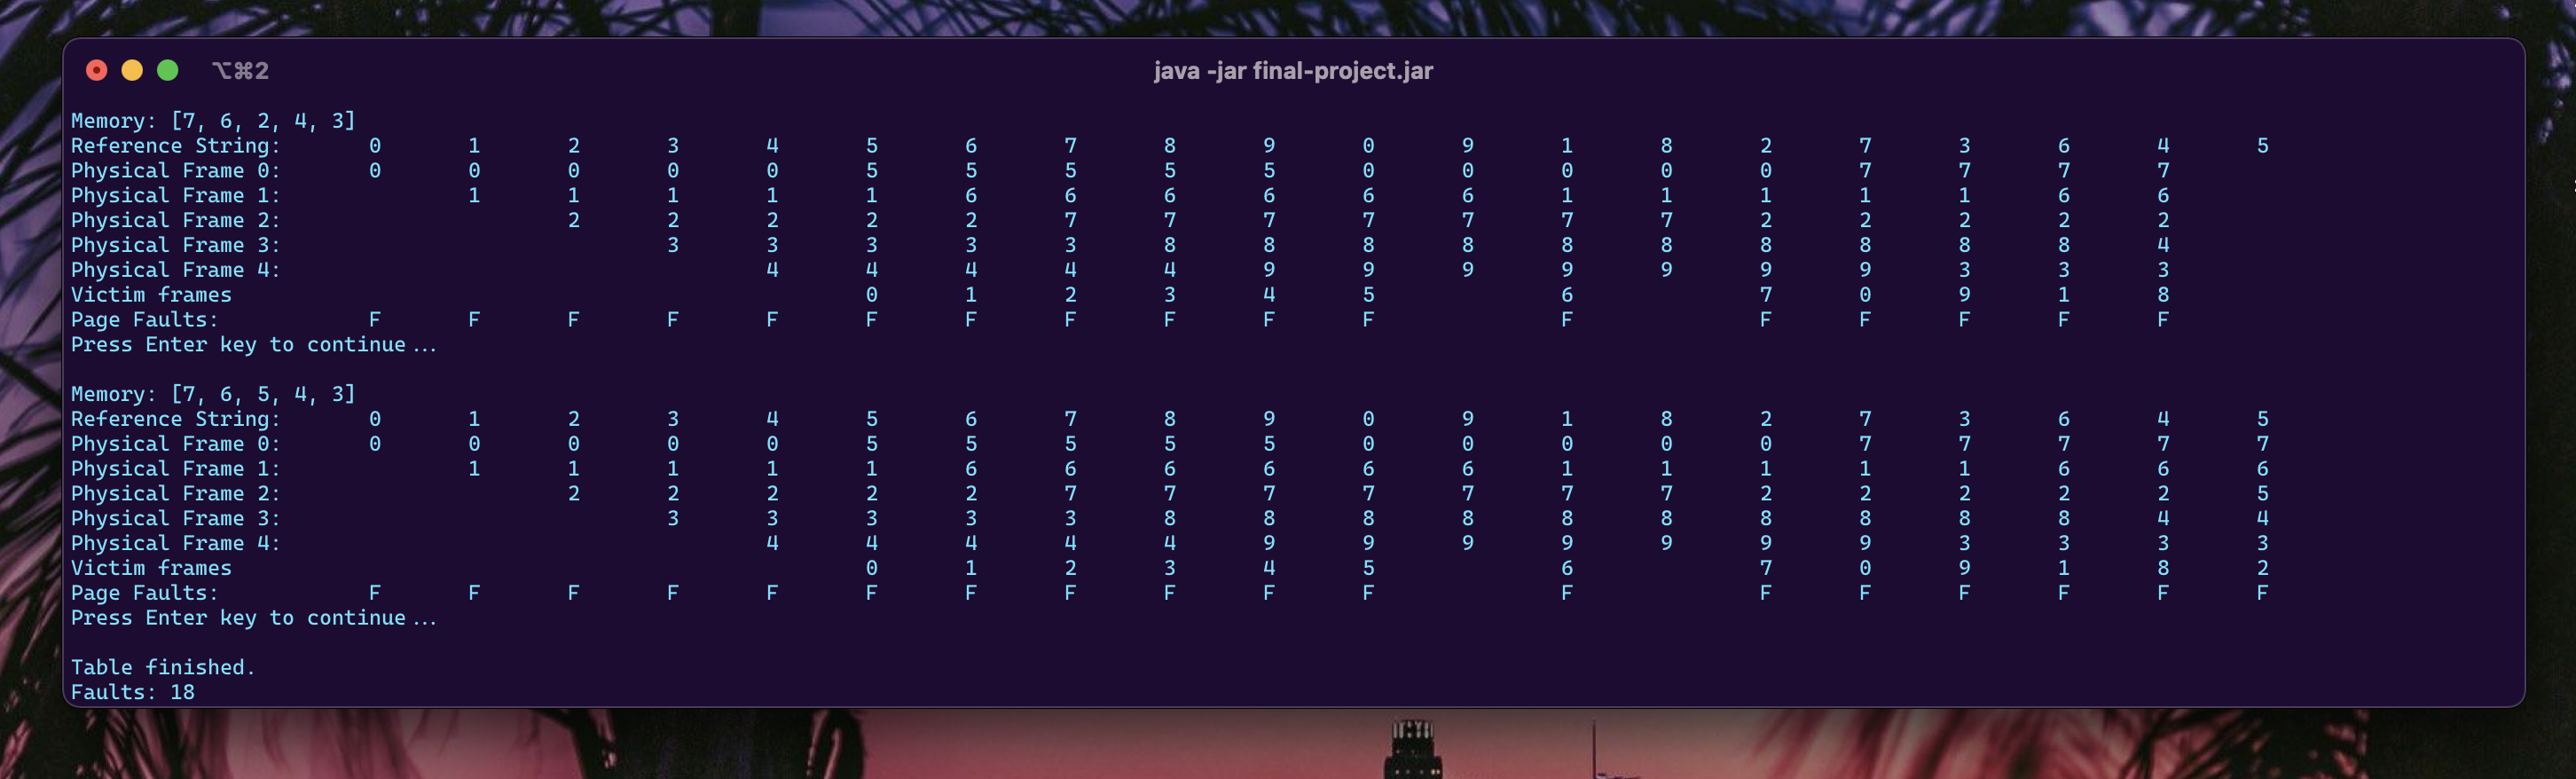 ⌥⌘2 java -jar final-project.jar
Memory: [7, 6, 2, 4, 3]
Reference String: 0 1 2 3 4 5 6 7 8 9 0 9 1 8 2 7 3 6 4 5
Physical Frame 0: 0 0 0 0 0 5 5 5 5 5 0 0 0 0 0 7 7 7 7
Physical Frame 1: 1 1 1 1 1 6 6 6 6 6 6 1 1 1 1 1 6 6
Physical Frame 2: 2 2 2 2 2 7 7 7 7 7 7 7 2 2 2 2 2
Physical Frame 3: 3 3 3 3 3 8 8 8 8 8 8 8 8 8 8 4
Physical Frame 4: 4 4 4 4 4 9 9 9 9 9 9 9 3 3 3
Victim frames 0 1 2 3 4 5 6 7 0 9 1 8
Page Faults: F F F F F F F F F F F F F F F F F
Press Enter key to continue...
Memory: [7, 6, 5, 4, 3]
Reference String: 0 1 2 3 4 5 6 7 8 9 0 9 1 8 2 7 3 6 4 5
Physical Frame 0: 0 0 0 0 0 5 5 5 5 5 0 0 0 0 0 7 7 7 7 7
Physical Frame 1: 1 1 1 1 1 6 6 6 6 6 6 1 1 1 1 1 6 6 6
Physical Frame 2: 2 2 2 2 2 7 7 7 7 7 7 7 2 2 2 2 2 5
Physical Frame 3: 3 3 3 3 3 8 8 8 8 8 8 8 8 8 8 4 4
Physical Frame 4: 4 4 4 4 4 9 9 9 9 9 9 9 3 3 3 3
Victim frames 0 1 2 3 4 5 6 7 0 9 1 8 2
Page Faults: F F F F F F F F F F F F F F F F F F
Press Enter key to continue...
Table finished.
Faults: 18